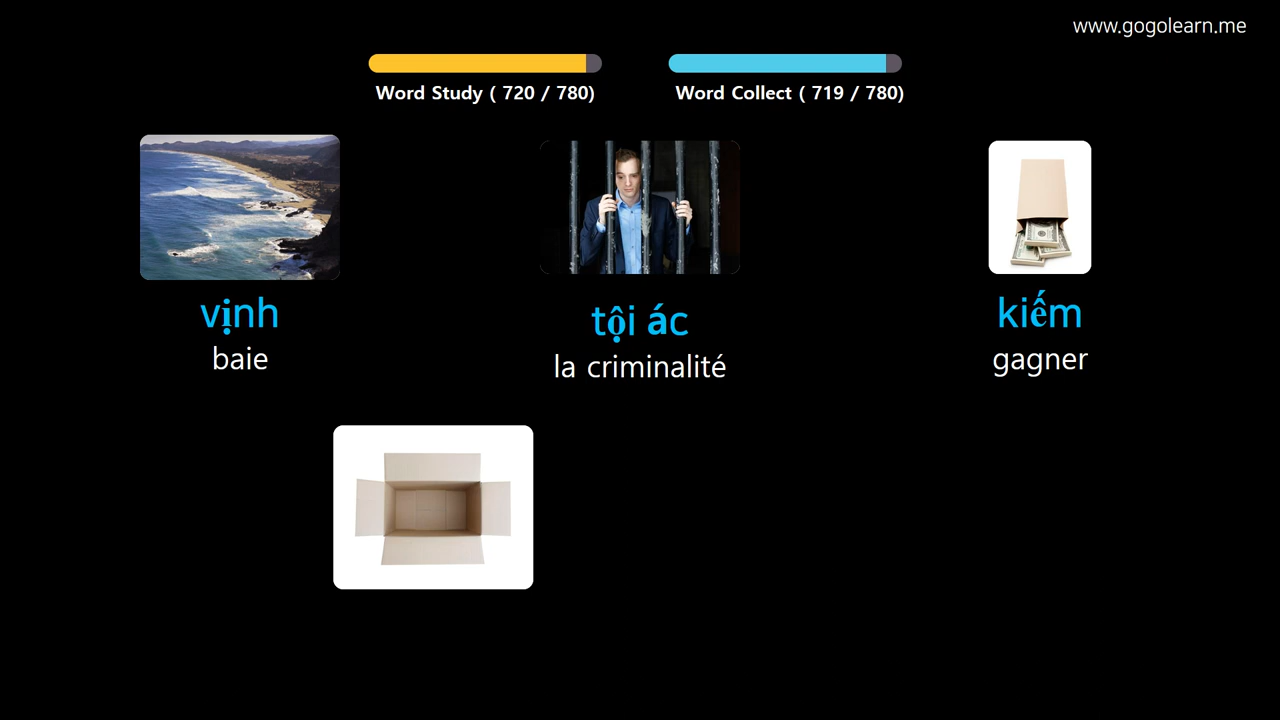 www.gogolearn.me
Word Study ( 720 / 780)
Word Collect ( 719 / 780)
vịnh
baie
tội ác
la criminalité
kiếm
gagner